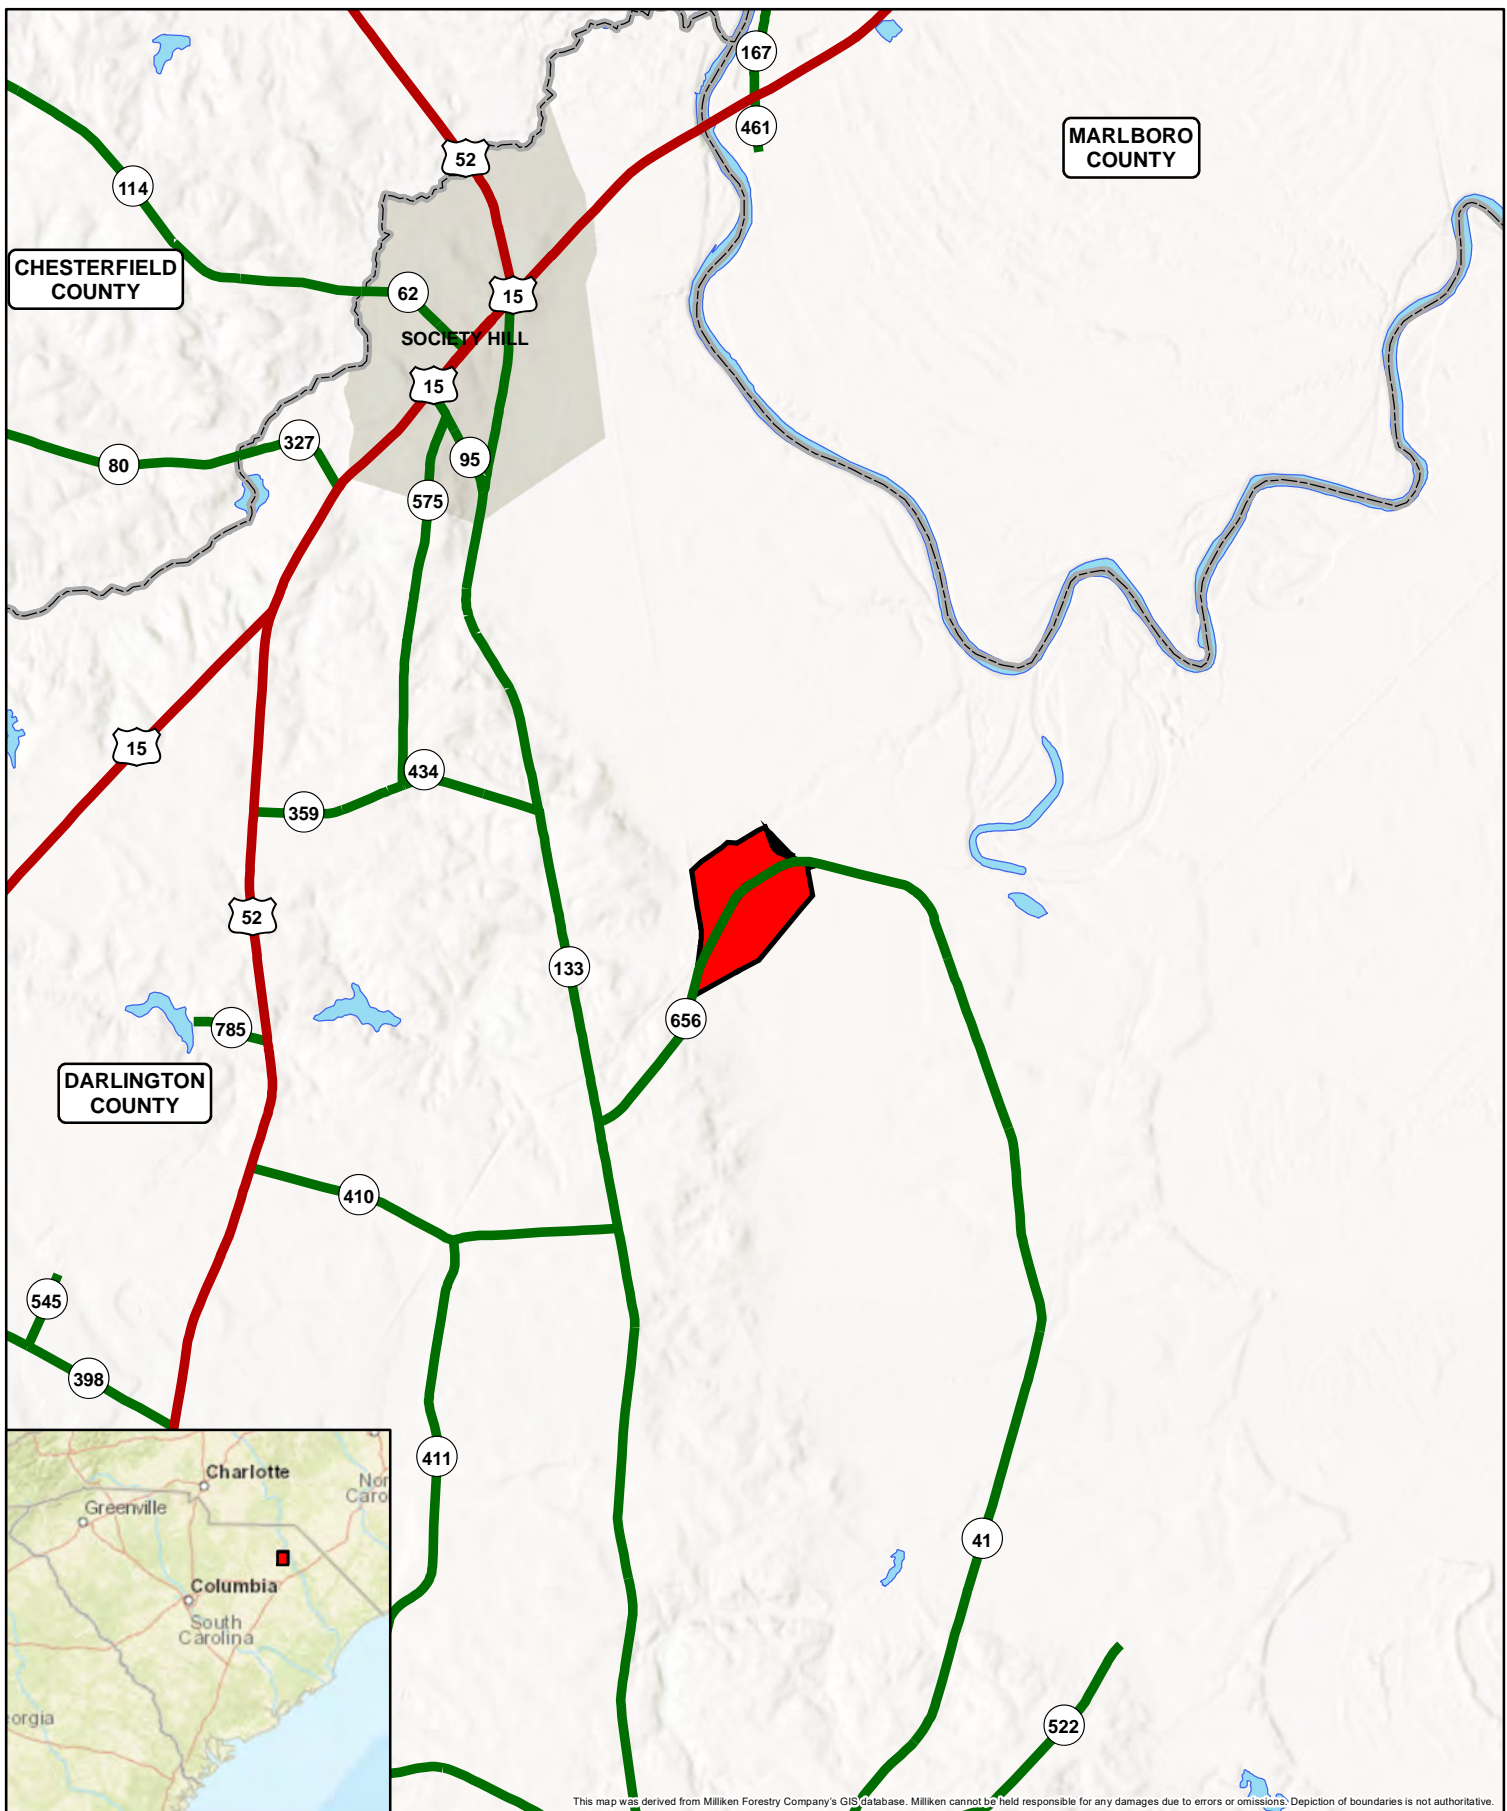 167
461
MARLBORO
COUNTY
52
114
CHESTERFIELD
COUNTY
62
15
SOCIETY HILL
15
327
80
95
575
15
434
359
52
133
656
785
DARLINGTON
COUNTY
410
545
398
411
41
522
Charlotte
Nor
Caro
Greenville
Columbia
South
Carolina
eorgia
This map was derived from Milliken Forestry Company's GIS database. Milliken cannot be held responsible for any damages due to errors or omissions. Depiction of boundaries is not authoritative.